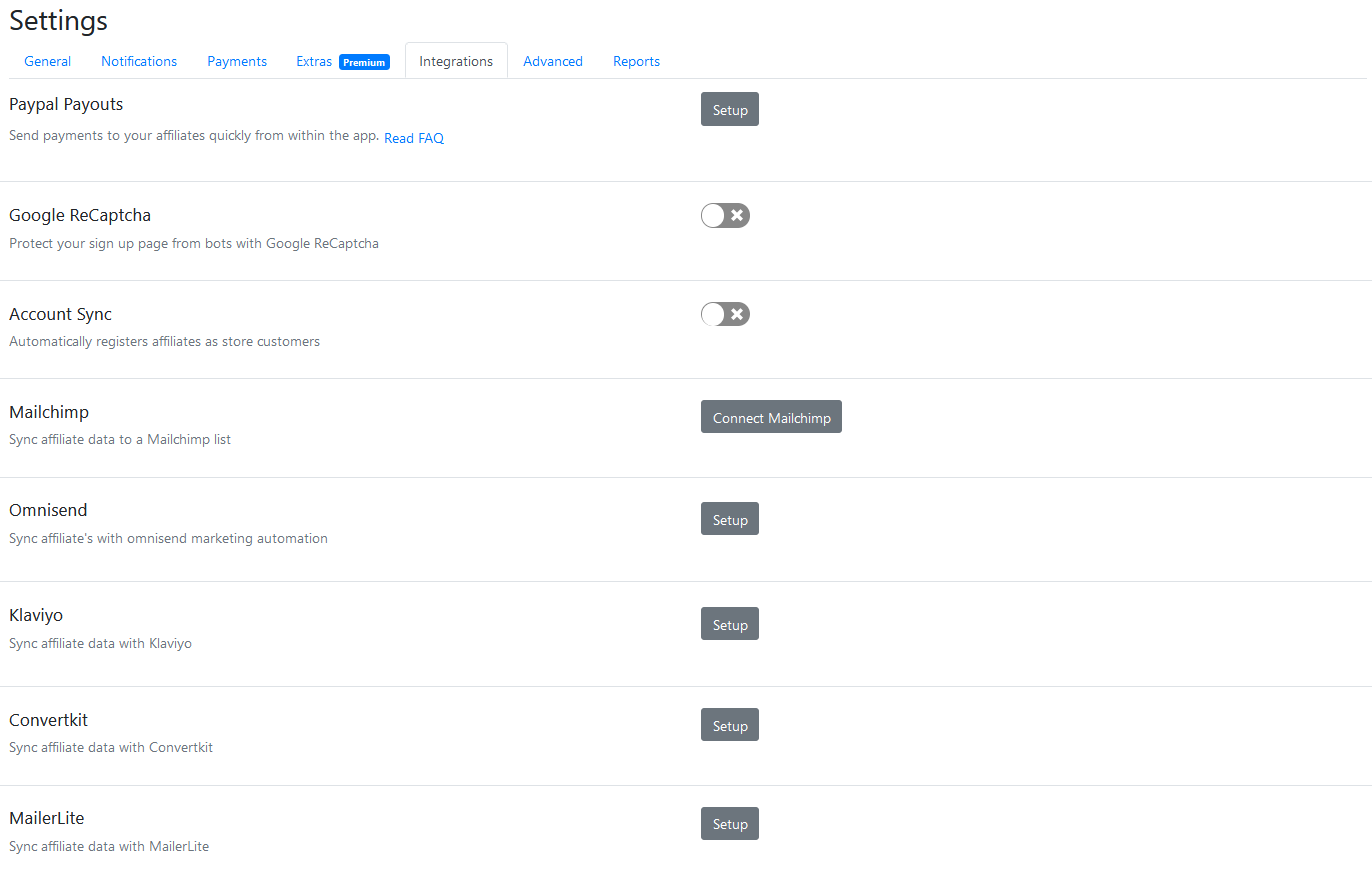 Settings
General Notifications Payments Extras Premium Integrations Advanced Reports
Paypal Payouts
Setup
Send payments to your affiliates quickly from within the app. Read FAQ
Google ReCaptcha
Protect your sign up page from bots with Google ReCaptcha
Account Sync
Automatically registers affiliates as store customers
Mailchimp
Connect Mailchimp
Sync affiliate data to a Mailchimp list
Omnisend
Setup
Sync affiliate's with omnisend marketing automation
Klaviyo
Setup
Sync affiliate data with Klaviyo
Convertkit
Setup
Sync affiliate data with Convertkit
MailerLite
Setup
Sync affiliate data with MailerLite